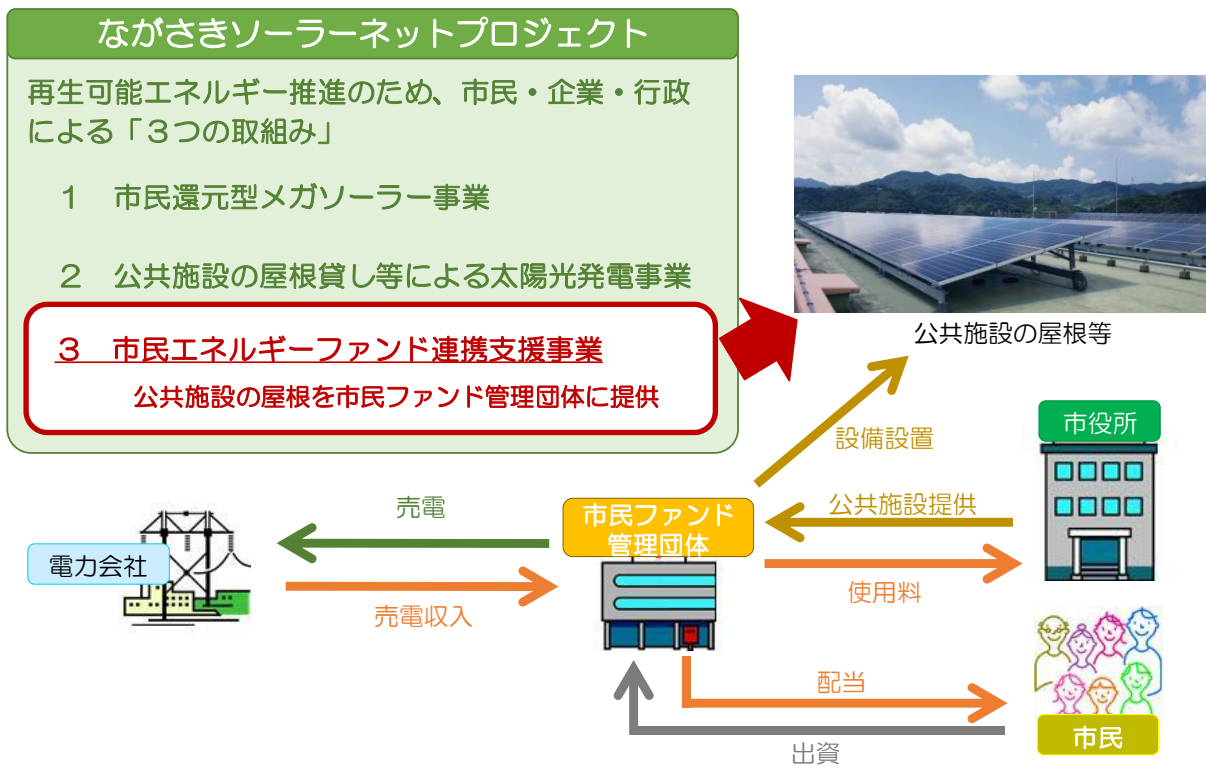 ながさきソーラーネットプロジェクト
再生可能エネルギー推進のため、市民・企業・行政
による「３つの取組み」
１　市民還元型メガソーラー事業
２　公共施設の屋根貸し等による太陽光発電事業
３　市民エネルギーファンド連携支援事業
公共施設の屋根を市民ファンド管理団体に提供
公共施設の屋根等
設備設置
市役所
公共施設提供
使用料
市民ファンド
管理団体
売電
電力会社
売電収入
配当
出資
市民